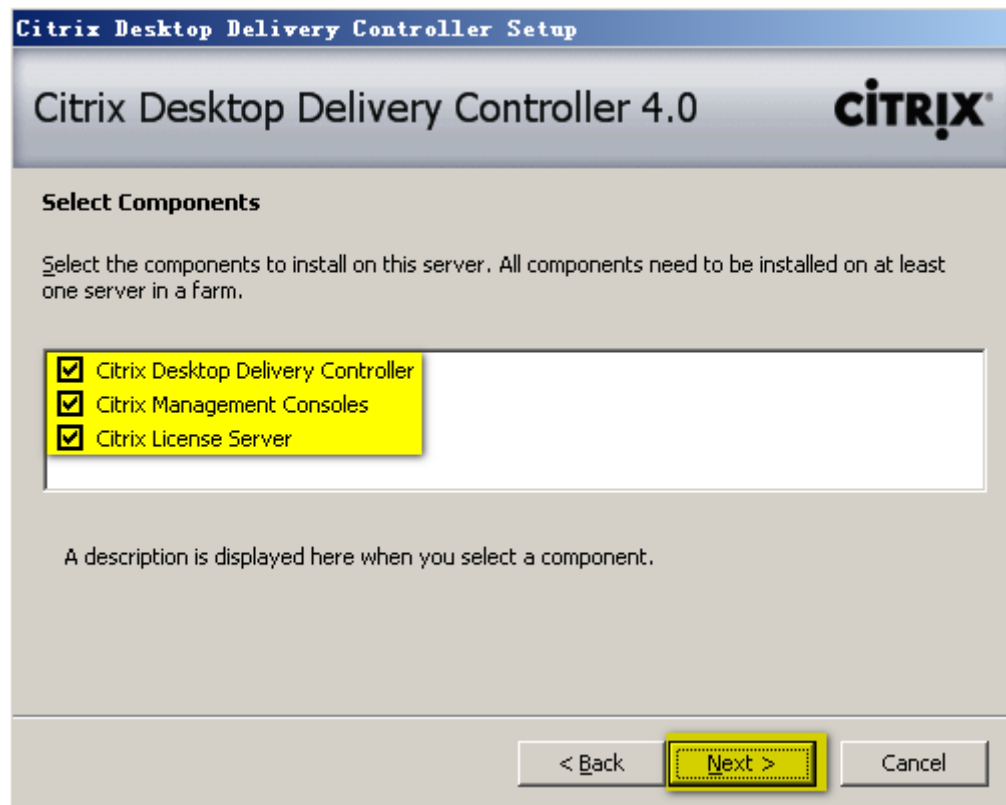 Citrix Desktop Delivery Controller Setup
Citrix Desktop Delivery Controller 4.0
CITRIX
Select Components
Select the components to install on this server. All components need to be installed on at least
one server in a farm.
Citrix Desktop Delivery Controller
Citrix Management Consoles
Citrix License Server
A description is displayed here when you select a component.
< Back
Next >
Cancel